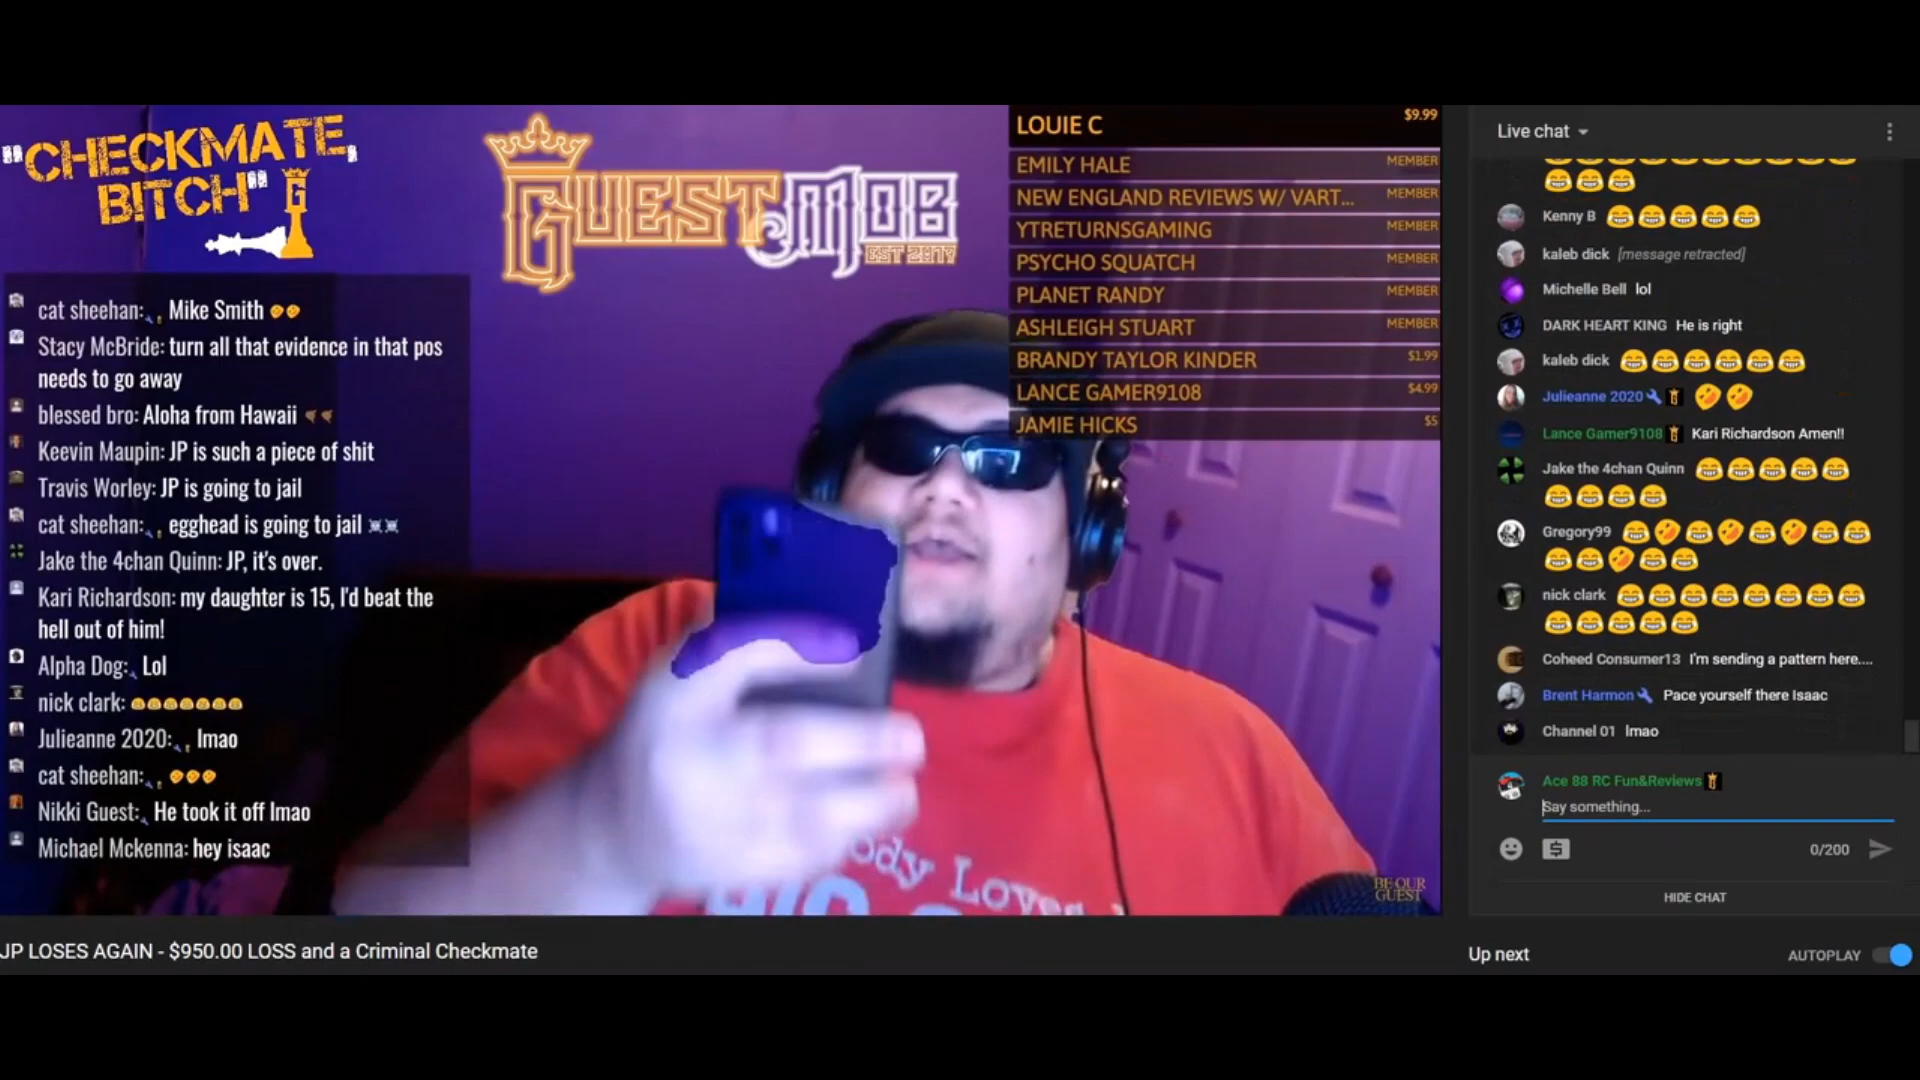 "CHECKMATE,
BITCH"
G
GUESTMOB
EST 2017
LOUIE C $9.99
EMILY HALE MEMBER
NEW ENGLAND REVIEWS W/ VART... MEMBER
YTRETURNSGAMING MEMBER
PSYCHO SQUATCH MEMBER
PLANET RANDY MEMBER
ASHLEIGH STUART MEMBER
BRANDY TAYLOR KINDER $1.99
LANCE GAMER9108 $4.99
JAMIE HICKS $5
cat sheehan: Mike Smith
Stacy McBride: turn all that evidence in that pos
needs to go away
blessed bro: Aloha from Hawaii
Keevin Maupin: JP is such a piece of shit
Travis Worley: JP is going to jail
cat sheehan: egghead is going to jail
Jake the 4chan Quinn: JP, it's over.
Kari Richardson: my daughter is 15, I'd beat the
hell out of him!
Alpha Dog: Lol
nick clark: 😂😂😂😂😂😂😂
Julieanne 2020: lmao
cat sheehan:
Nikki Guest: He took it off lmao
Michael Mckenna: hey isaac
ody Loves
BE OUR
GUEST
JP LOSES AGAIN - $950.00 LOSS and a Criminal Checkmate
Live chat
😂😂😂
Kenny B 😂😂😂😂😂
kaleb dick [message retracted]
Michelle Bell lol
DARK HEART KING He is right
kaleb dick 😂😂😂😂😂😂
Julieanne 2020 🤣🤣
Lance Gamer9108 Kari Richardson Amen!!
Jake the 4chan Quinn 😂😂😂😂😂
😂😂😂😂
Gregory99 😂🤣😂🤣😂🤣😂😂
😂😂🤣😂😂
nick clark 😂😂😂😂😂😂😂😂
😂😂😂😂😂
Coheed Consumer13 I'm sending a pattern here....
Brent Harmon Pace yourself there Isaac
Channel 01 lmao
Ace 88 RC Fun&Reviews
Say something...
0/200
HIDE CHAT
Up next
AUTOPLAY